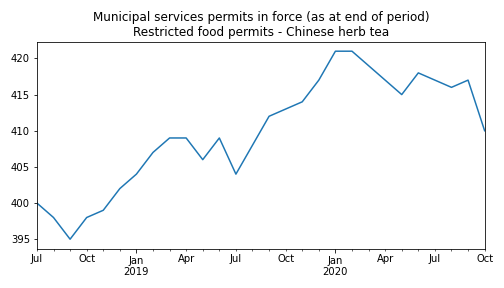 Municipal services permits in force (as at end of period)
Restricted food permits - Chinese herb tea
420
415
410
405
400
395
Jul Oct Jan Apr Jul Oct Jan Apr Jul Oct
2019 2020